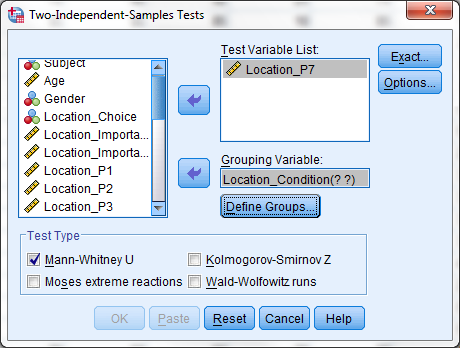 Two-Independent-Samples Tests
Subject
Age
Gender
Location_Choice
Location_Importa...
Location_Importa...
Location_P1
Location_P2
Location_P3
Test Variable List:
Location_P7
Grouping Variable:
Location_Condition(? ?)
Define Groups...
Exact...
Options...
Test Type
Mann-Whitney U
Kolmogorov-Smirnov Z
Moses extreme reactions
Wald-Wolfowitz runs
OK
Paste
Reset
Cancel
Help